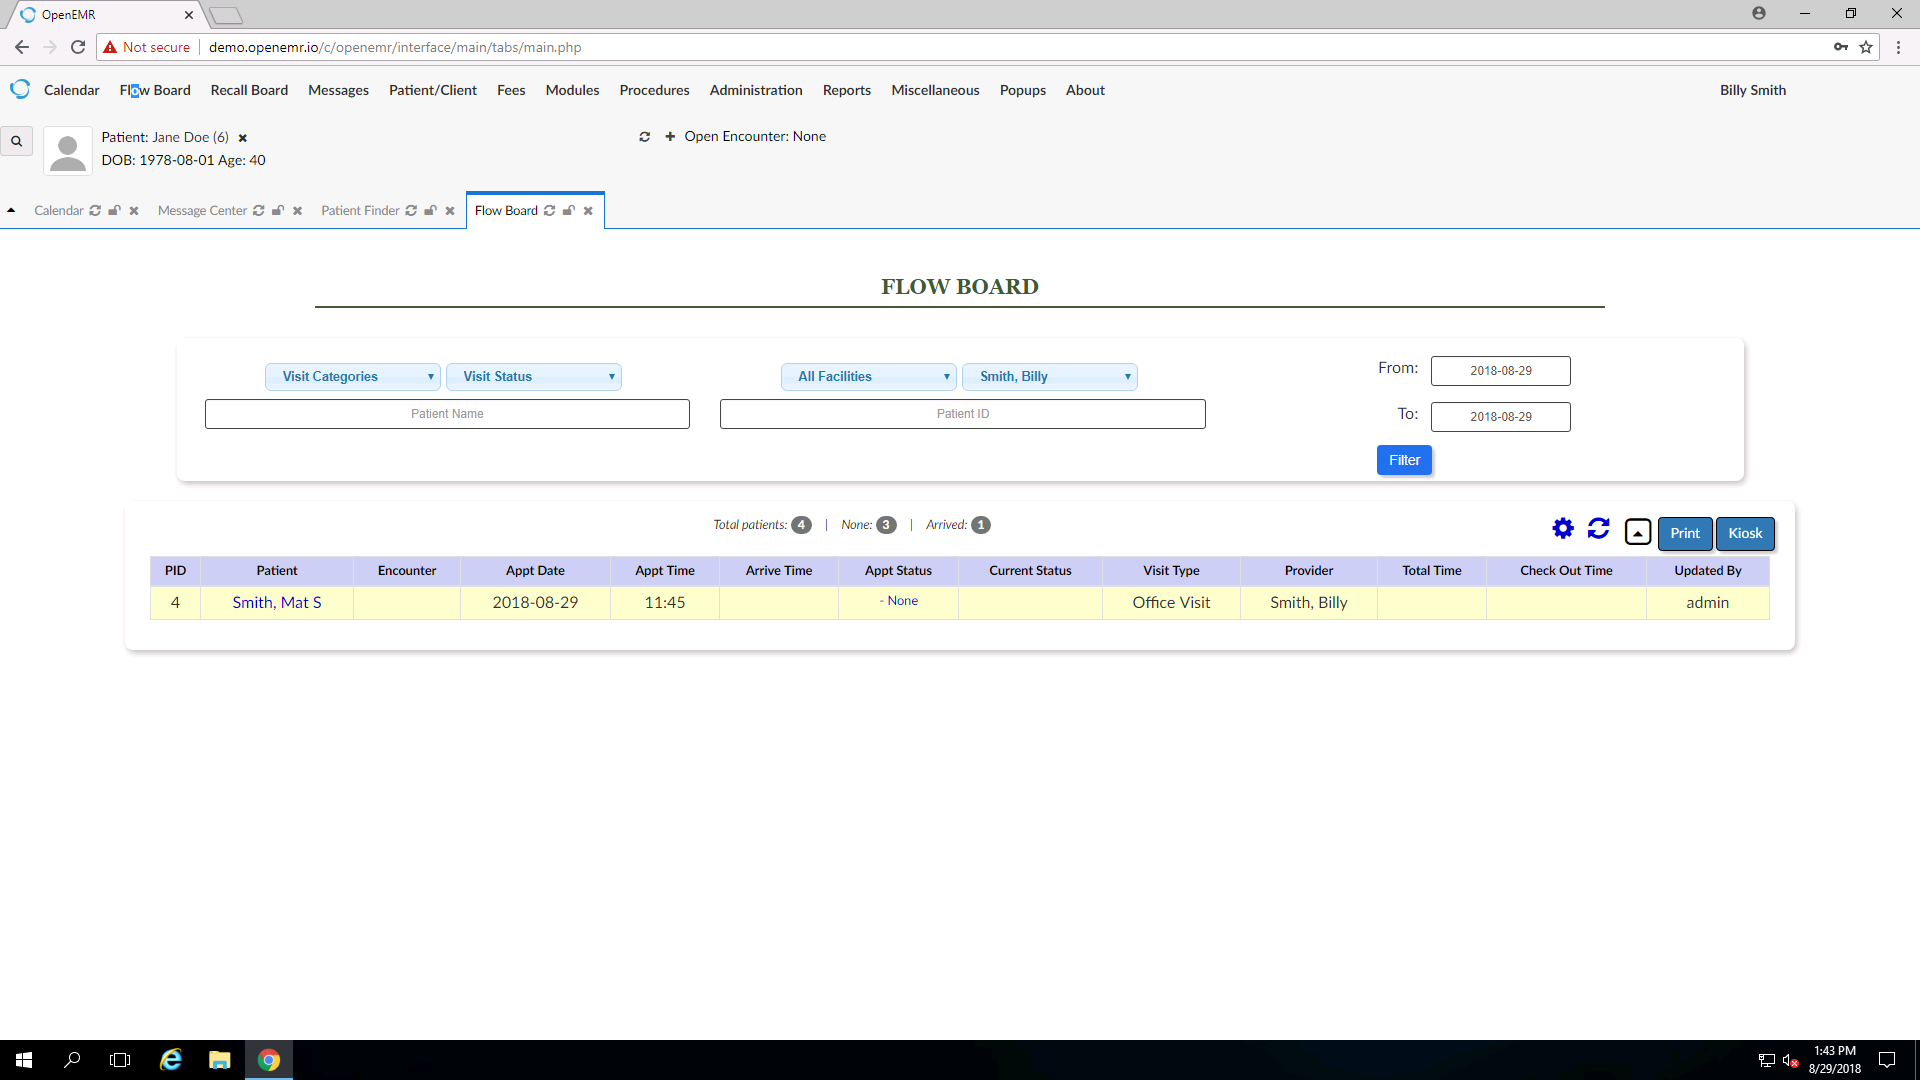 OpenEMR
Not secure
demo.openemr.io/c/openemr/interface/main/tabs/main.php
Calendar Flow Board Recall Board Messages Patient/Client Fees Modules Procedures Administration Reports Miscellaneous Popups About Billy Smith
Patient: Jane Doe (6)
DOB: 1978-08-01 Age: 40
Open Encounter: None
Calendar Message Center Patient Finder Flow Board
FLOW BOARD
Visit Categories Visit Status All Facilities Smith, Billy
From: 2018-08-29
Patient Name Patient ID
To: 2018-08-29
Filter
Total patients: 4 | None: 3 | Arrived: 1
Print Kiosk
PID Patient Encounter Appt Date Appt Time Arrive Time Appt Status Current Status Visit Type Provider Total Time Check Out Time Updated By
4 Smith, Mat S 2018-08-29 11:45 - None Office Visit Smith, Billy admin
1:43 PM
8/29/2018